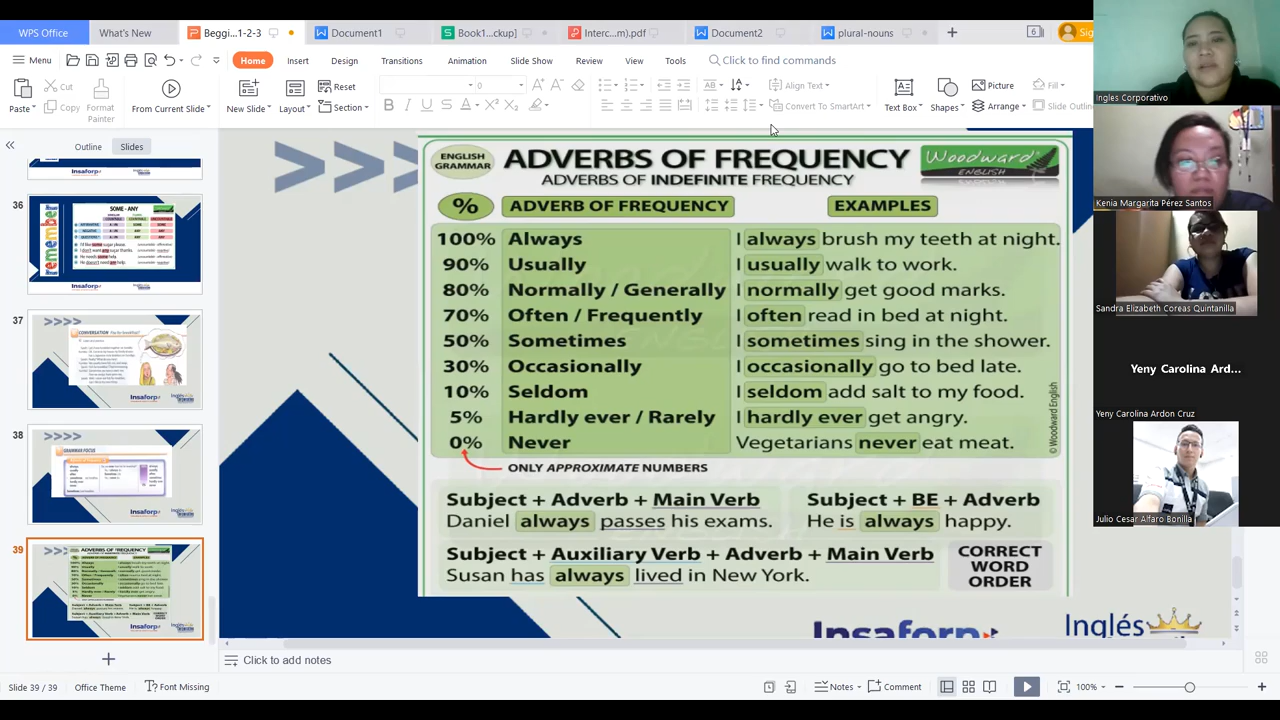 WPS Office What's New Beggi...1-2-3 Document1 Book1...ckup] Interc...m).pdf Document2 plural-nouns
Menu Home Insert Design Transitions Animation Slide Show Review View Tools Click to find commands
Paste Cut Copy Format Painter From Current Slide New Slide Layout Reset Section 0 Align Text Convert To SmartArt Text Box Shapes Picture Arrange Fill Slide Outlin
Outline Slides
36
SOME - ANY
37
CONVERSATION
38
GRAMMAR FOCUS
39
ENGLISH GRAMMAR
ADVERBS OF FREQUENCY
ADVERBS OF INDEFINITE FREQUENCY
Woodward ENGLISH
% ADVERB OF FREQUENCY EXAMPLES
100% Always I always brush my teeth at night.
90% Usually I usually walk to work.
80% Normally / Generally I normally get good marks.
70% Often / Frequently I often read in bed at night.
50% Sometimes I sometimes sing in the shower.
30% Occasionally I occasionally go to bed late.
10% Seldom I seldom add salt to my food.
5% Hardly ever / Rarely I hardly ever get angry.
0% Never Vegetarians never eat meat.
ONLY APPROXIMATE NUMBERS
© Woodward English
Subject + Adverb + Main Verb Subject + BE + Adverb
Daniel always passes his exams. He is always happy.
Subject + Auxiliary Verb + Adverb + Main Verb
Susan has always lived in New York.
CORRECT
WORD
ORDER
Insaforp
Inglés
Click to add notes
Slide 39 / 39 Office Theme Font Missing Notes Comment 100%
Ingles Corporativo
Kenia Margarita Pérez Santos
Sandra Elizabeth Coreas Quintanilla
Yeny Carolina Ard...
Yeny Carolina Ardon Cruz
Julio Cesar Alfaro Bonilla